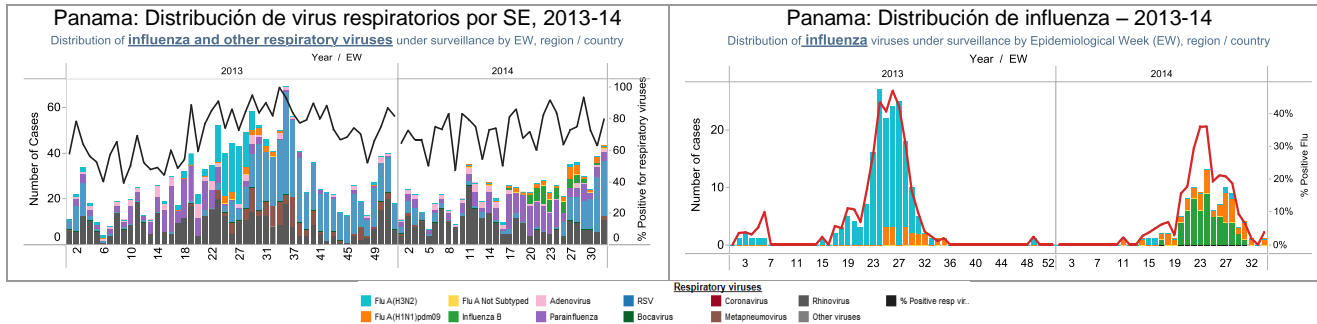 Panama: Distribución de virus respiratorios por SE, 2013-14
Distribution of influenza and other respiratory viruses under surveillance by EW, region / country
Year / EW
2013
2014
Number of Cases
60
40
20
0
100
80
60
40
20
0
% Positive for respiratory viruses
2 6 10 14 18 22 27 31 37 41 45 49 2 5 8 11 14 17 20 23 27 30
Panama: Distribución de influenza – 2013-14
Distribution of influenza viruses under surveillance by Epidemiological Week (EW), region / country
Year / EW
2013
2014
Number of cases
20
10
0
40%
30%
20%
10%
0%
% Positive Flu
3 7 11 15 19 23 27 32 36 40 44 48 52 3 7 11 15 19 23 27 32
Respiratory viruses
Flu A(H3N2) Flu A Not Subtyped Adenovirus RSV Coronavirus Rhinovirus % Positive resp vir..
Flu A(H1N1)pdm09 Influenza B Parainfluenza Bocavirus Metapneumovirus Other viruses